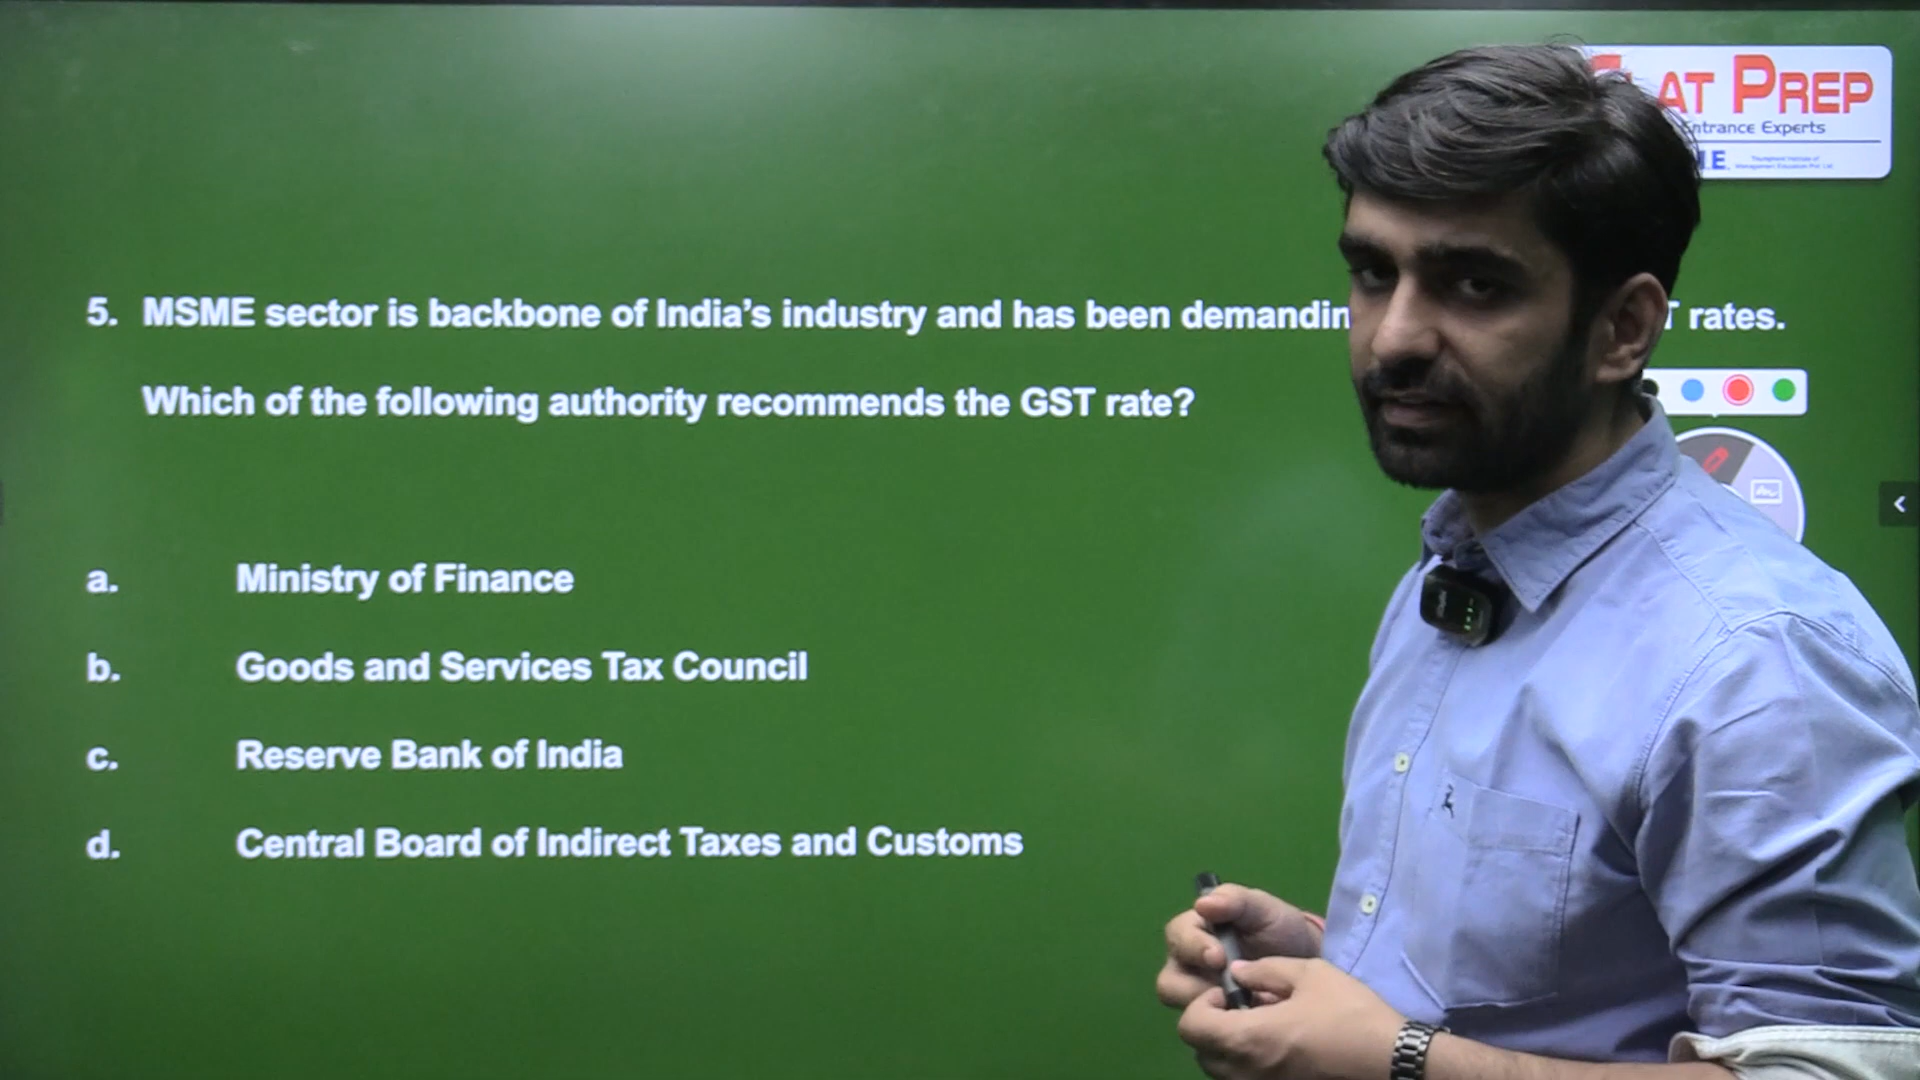 AT PREP
Entrance Experts
I.E.
5. MSME sector is backbone of India's industry and has been demandin rates.
Which of the following authority recommends the GST rate?
a. Ministry of Finance
b. Goods and Services Tax Council
c. Reserve Bank of India
d. Central Board of Indirect Taxes and Customs